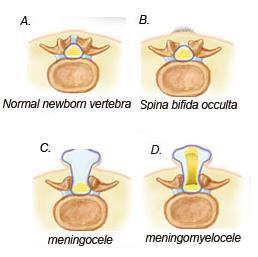 A.
B.
Normal newborn vertebra
Spina bifida occulta
C.
D.
meningocele
meningomyelocele